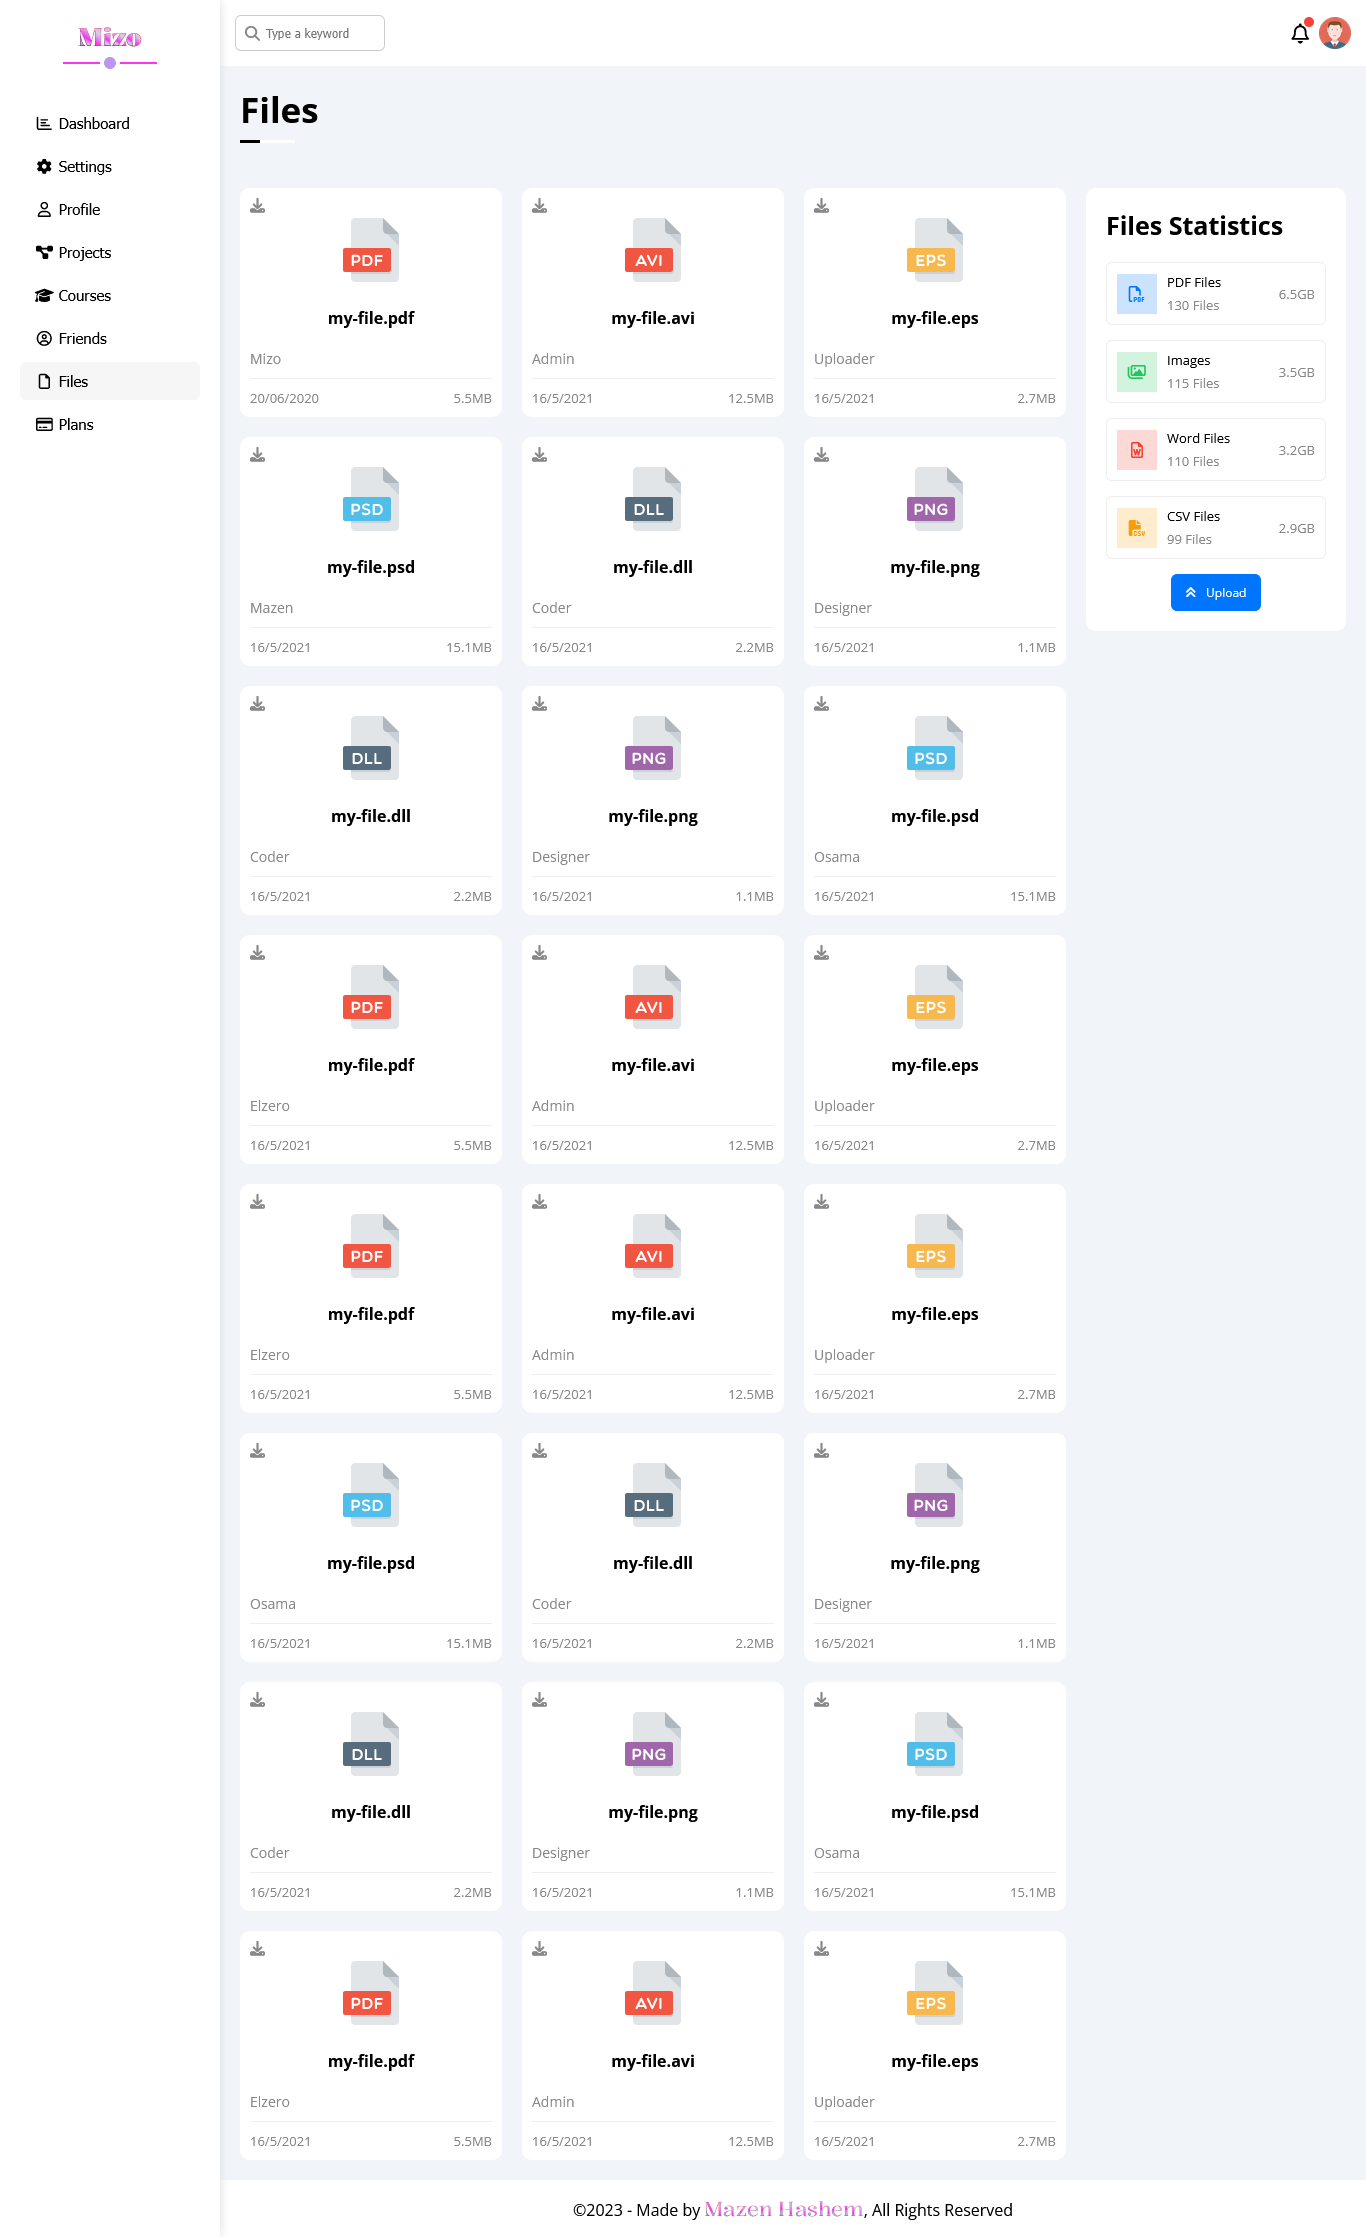 Mizo
Type a keyword
Dashboard
Settings
Profile
Projects
Courses
Friends
Files
Plans
Files
PDF
my-file.pdf
Mizo
20/06/2020 5.5MB
AVI
my-file.avi
Admin
16/5/2021 12.5MB
EPS
my-file.eps
Uploader
16/5/2021 2.7MB
PSD
my-file.psd
Mazen
16/5/2021 15.1MB
DLL
my-file.dll
Coder
16/5/2021 2.2MB
PNG
my-file.png
Designer
16/5/2021 1.1MB
DLL
my-file.dll
Coder
16/5/2021 2.2MB
PNG
my-file.png
Designer
16/5/2021 1.1MB
PSD
my-file.psd
Osama
16/5/2021 15.1MB
PDF
my-file.pdf
Elzero
16/5/2021 5.5MB
AVI
my-file.avi
Admin
16/5/2021 12.5MB
EPS
my-file.eps
Uploader
16/5/2021 2.7MB
PDF
my-file.pdf
Elzero
16/5/2021 5.5MB
AVI
my-file.avi
Admin
16/5/2021 12.5MB
EPS
my-file.eps
Uploader
16/5/2021 2.7MB
PSD
my-file.psd
Osama
16/5/2021 15.1MB
DLL
my-file.dll
Coder
16/5/2021 2.2MB
PNG
my-file.png
Designer
16/5/2021 1.1MB
DLL
my-file.dll
Coder
16/5/2021 2.2MB
PNG
my-file.png
Designer
16/5/2021 1.1MB
PSD
my-file.psd
Osama
16/5/2021 15.1MB
PDF
my-file.pdf
Elzero
16/5/2021 5.5MB
AVI
my-file.avi
Admin
16/5/2021 12.5MB
EPS
my-file.eps
Uploader
16/5/2021 2.7MB
Files Statistics
PDF
PDF Files
130 Files
6.5GB
Images
115 Files
3.5GB
W
Word Files
110 Files
3.2GB
CSV
CSV Files
99 Files
2.9GB
Upload
©2023 - Made by Mazen Hashem, All Rights Reserved